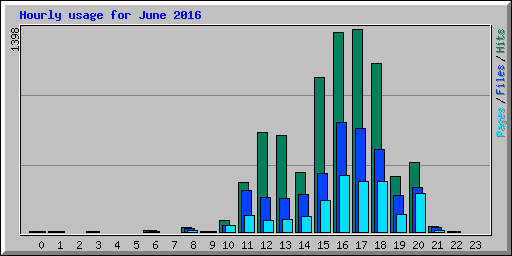 Hourly usage for June 2016
1398
Pages / Files / Hits
0 1 2 3 4 5 6 7 8 9 10 11 12 13 14 15 16 17 18 19 20 21 22 23